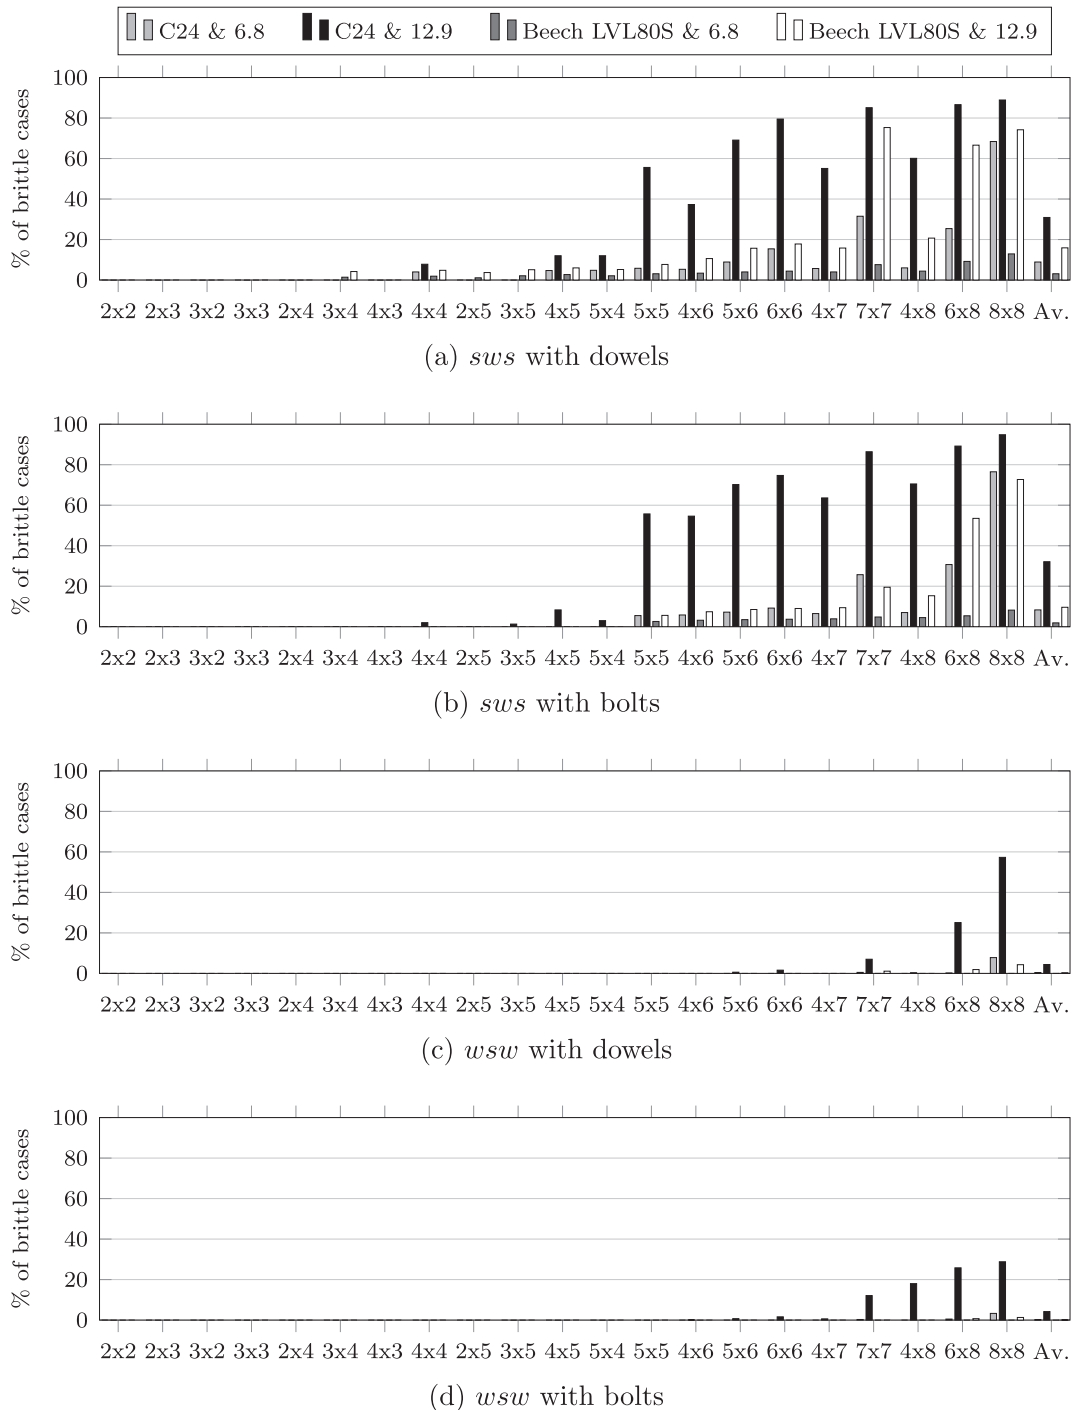 C24 & 6.8 C24 & 12.9 Beech LVL80S & 6.8 Beech LVL80S & 12.9
% of brittle cases
100
80
60
40
20
0
2x2 2x3 3x2 3x3 2x4 3x4 4x3 4x4 2x5 3x5 4x5 5x4 5x5 4x6 5x6 6x6 4x7 7x7 4x8 6x8 8x8 Av.
(a) sws with dowels
% of brittle cases
100
80
60
40
20
0
2x2 2x3 3x2 3x3 2x4 3x4 4x3 4x4 2x5 3x5 4x5 5x4 5x5 4x6 5x6 6x6 4x7 7x7 4x8 6x8 8x8 Av.
(b) sws with bolts
% of brittle cases
100
80
60
40
20
0
2x2 2x3 3x2 3x3 2x4 3x4 4x3 4x4 2x5 3x5 4x5 5x4 5x5 4x6 5x6 6x6 4x7 7x7 4x8 6x8 8x8 Av.
(c) wsw with dowels
% of brittle cases
100
80
60
40
20
0
2x2 2x3 3x2 3x3 2x4 3x4 4x3 4x4 2x5 3x5 4x5 5x4 5x5 4x6 5x6 6x6 4x7 7x7 4x8 6x8 8x8 Av.
(d) wsw with bolts